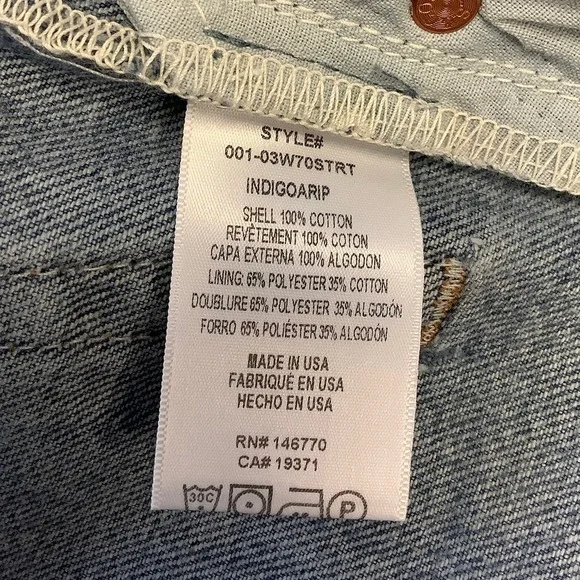 STYLE#
001-03W70STRT
INDIGOARIP
SHELL 100% COTTON
REVÊTEMENT 100% COTON
CAPA EXTERNA 100% ALGODON
LINING: 65% POLYESTER 35% COTTON
DOUBLURE 65% POLYESTER 35% ALGODÓN
FORRO 65% POLIÉSTER 35% ALGODÓN
MADE IN USA
FABRIQUÉ EN USA
HECHO EN USA
RN# 146770
CA# 19371
30C P